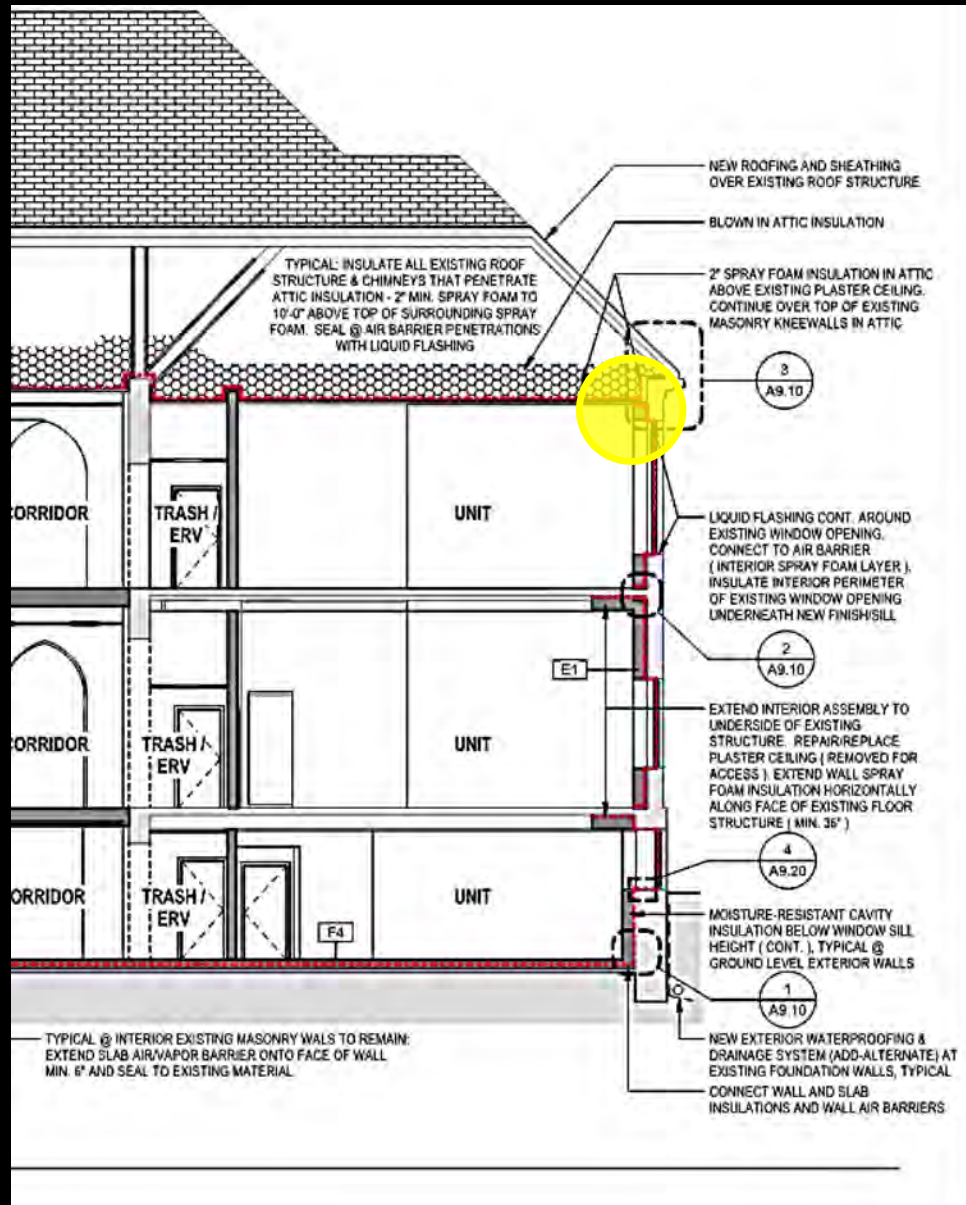 NEW ROOFING AND SHEATHING
OVER EXISTING ROOF STRUCTURE
BLOWN IN ATTIC INSULATION
TYPICAL: INSULATE ALL EXISTING ROOF
STRUCTURE & CHIMNEYS THAT PENETRATE
ATTIC INSULATION - 2" MIN. SPRAY FOAM TO
10'-0" ABOVE TOP OF SURROUNDING SPRAY
FOAM. SEAL @ AIR BARRIER PENETRATIONS
WITH LIQUID FLASHING
2" SPRAY FOAM INSULATION IN ATTIC
ABOVE EXISTING PLASTER CEILING.
CONTINUE OVER TOP OF EXISTING
MASONRY KNEEWALLS IN ATTIC
3
A9.10
CORRIDOR
TRASH /
ERV
UNIT
LIQUID FLASHING CONT. AROUND
EXISTING WINDOW OPENING.
CONNECT TO AIR BARRIER
( INTERIOR SPRAY FOAM LAYER ).
INSULATE INTERIOR PERIMETER
OF EXISTING WINDOW OPENING
UNDERNEATH NEW FINISH/SILL
2
A9.10
E1
CORRIDOR
TRASH /
ERV
UNIT
EXTEND INTERIOR ASSEMBLY TO
UNDERSIDE OF EXISTING
STRUCTURE. REPAIR/REPLACE
PLASTER CEILING ( REMOVED FOR
ACCESS ). EXTEND WALL SPRAY
FOAM INSULATION HORIZONTALLY
ALONG FACE OF EXISTING FLOOR
STRUCTURE ( MIN. 36" )
4
A9.20
ORRIDOR
TRASH /
ERV
UNIT
F4
MOISTURE-RESISTANT CAVITY
INSULATION BELOW WINDOW SILL
HEIGHT ( CONT. ), TYPICAL @
GROUND LEVEL EXTERIOR WALLS
1
A9.10
TYPICAL @ INTERIOR EXISTING MASONRY WALS TO REMAIN:
EXTEND SLAB AIR/VAPOR BARRIER ONTO FACE OF WALL
MIN. 6" AND SEAL TO EXISTING MATERIAL
NEW EXTERIOR WATERPROOFING &
DRAINAGE SYSTEM (ADD-ALTERNATE) AT
EXISTING FOUNDATION WALLS, TYPICAL
CONNECT WALL AND SLAB
INSULATIONS AND WALL AIR BARRIERS